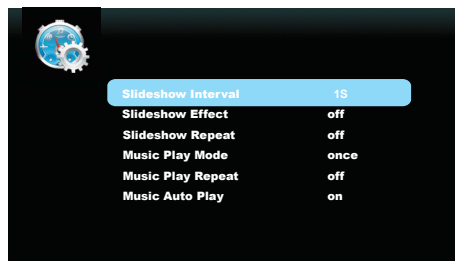 Slideshow Interval 1S
Slideshow Effect off
Slideshow Repeat off
Music Play Mode once
Music Play Repeat off
Music Auto Play on